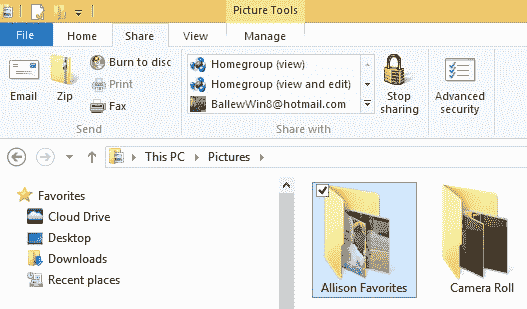 Picture Tools
File Home Share View Manage
Email
Zip
Burn to disc
Print
Fax
Send
Homegroup (view)
Homegroup (view and edit)
BallewWin8@hotmail.com
Share with
Stop
sharing
Advanced
security
This PC Pictures
Favorites
Cloud Drive
Desktop
Downloads
Recent places
Allison Favorites
Camera Roll